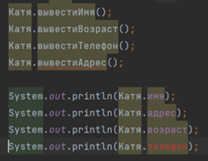 Катя.вывестиИмя();
Катя.вывестиВозраст();
Катя.вывестиТелефон();
Катя.вывестиАдрес();
System.out.println(Катя.имя);
System.out.println(Катя.адрес);
System.out.println(Катя.возраст);
System.out.println(Катя.телефон);